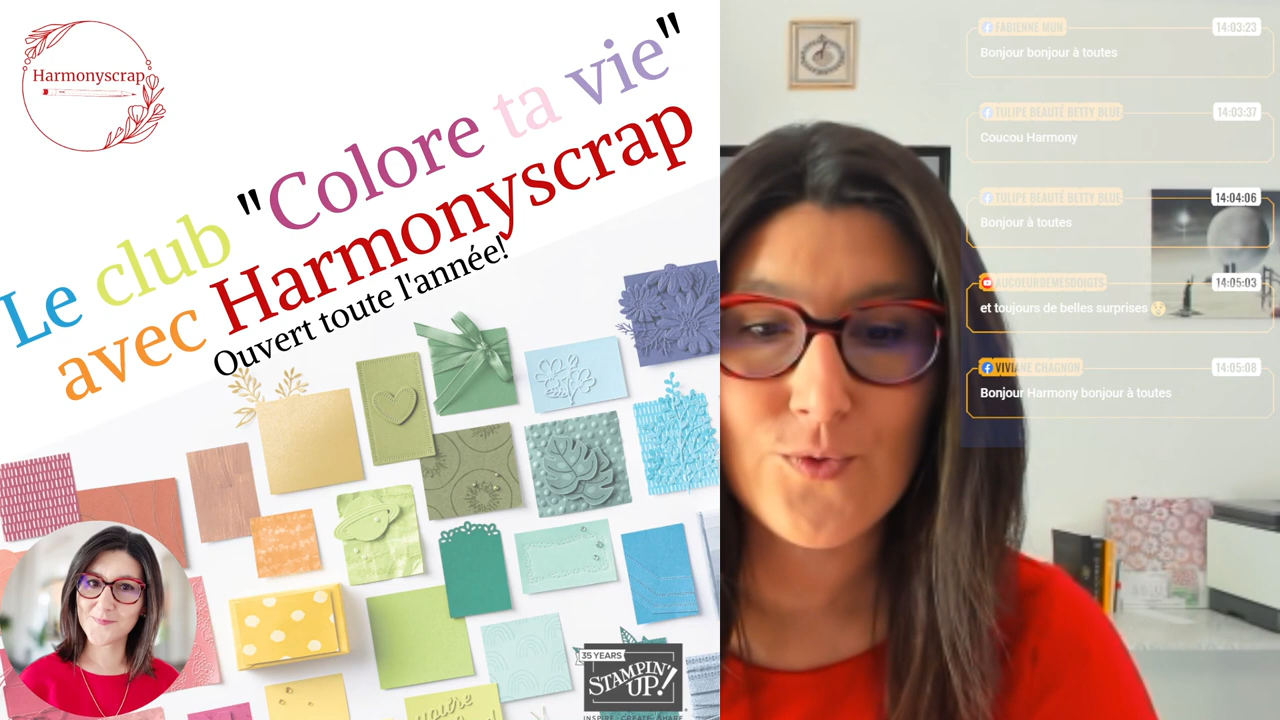 Harmonyscrap
Le club "Colore ta vie"
avec Harmonyscrap
Ouvert toute l'année!
35 YEARS
STAMPIN'
UP!
INSPIRE · CREATE · SHARE
FABIENNE MUN
14:03:23
Bonjour bonjour à toutes
TULIPE BEAUTÉ BETTY BLUE
14:03:37
Coucou Harmony
TULIPE BEAUTÉ BETTY BLUE
14:04:06
Bonjour à toutes
AUCOEURDEMESDOIGTS
14:05:03
et toujours de belles surprises 
VIVIANE CHAGNON
14:05:08
Bonjour Harmony bonjour à toutes